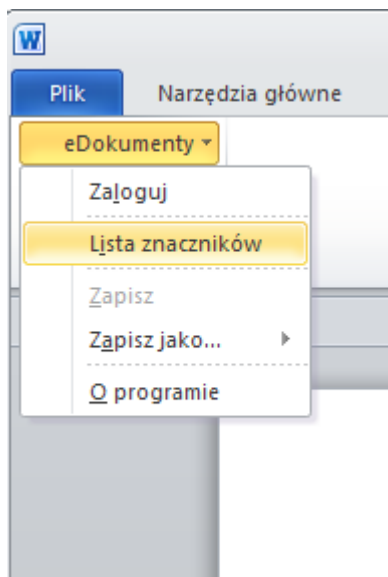 W
Plik Narzędzia główne
eDokumenty
Zaloguj
Lista znaczników
Zapisz
Zapisz jako...
O programie